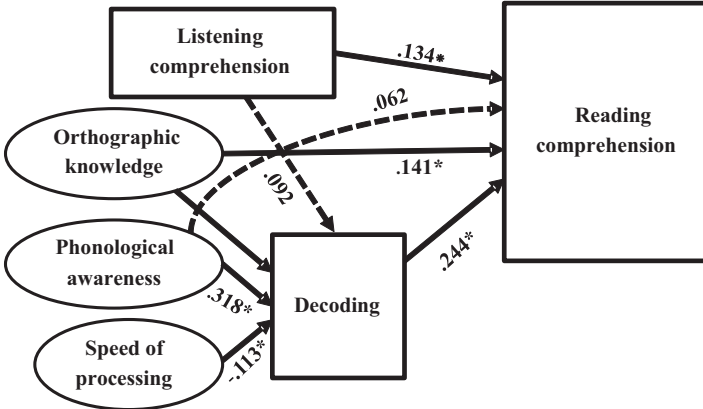 Listening
comprehension
.134*
.062
Reading
comprehension
Orthographic
knowledge
.141*
.092
Phonological
awareness
.244*
.318*
Decoding
Speed of
processing
-.113*